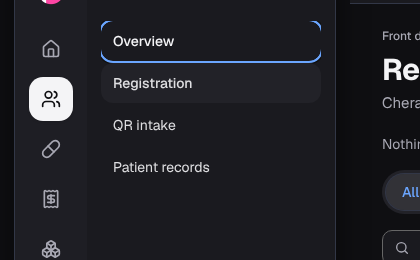 Overview
Registration
QR intake
Patient records
Front d
Re
Chera
Nothin
All